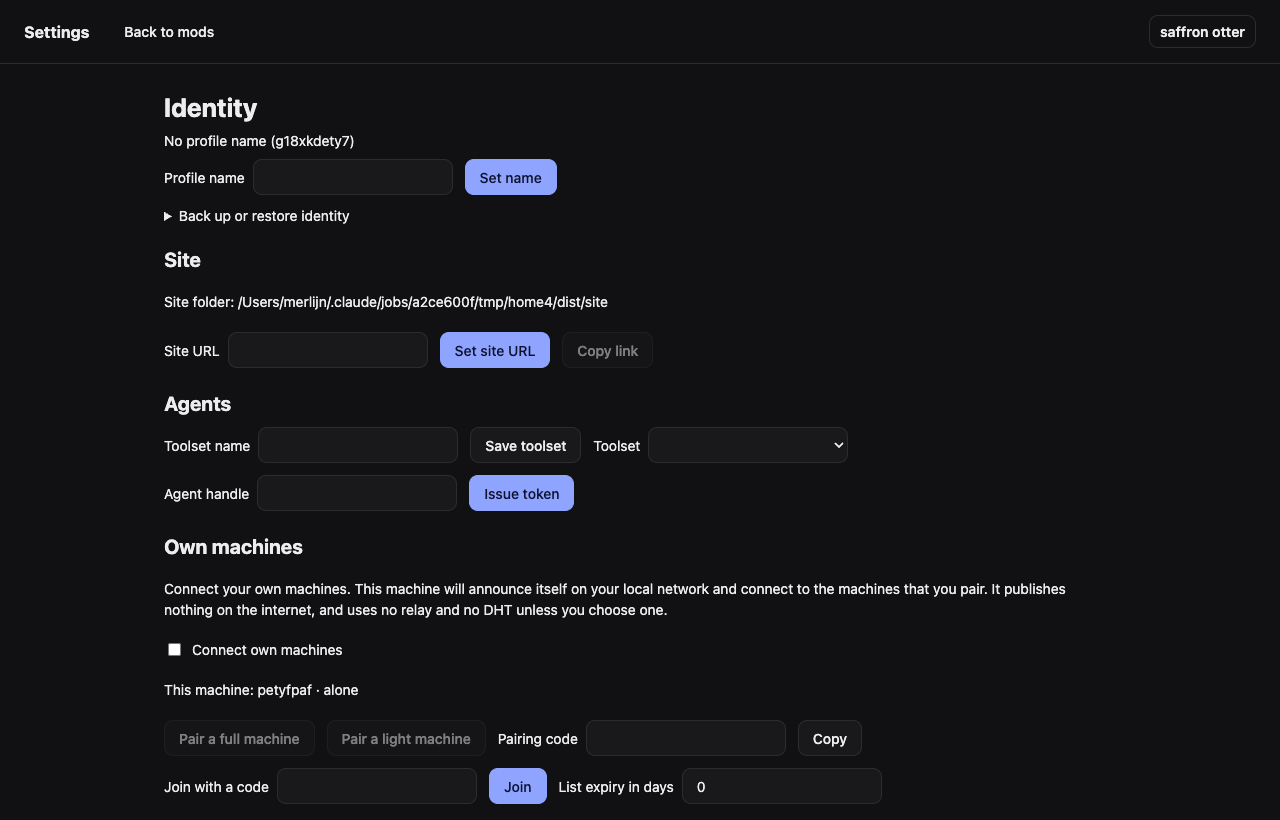 Settings
Back to mods
saffron otter
Identity
No profile name (g18xkdety7)
Profile name
Set name
Back up or restore identity
Site
Site folder: /Users/merlijn/.claude/jobs/a2ce600f/tmp/home4/dist/site
Site URL
Set site URL
Copy link
Agents
Toolset name
Save toolset
Toolset
Agent handle
Issue token
Own machines
Connect your own machines. This machine will announce itself on your local network and connect to the machines that you pair. It publishes
nothing on the internet, and uses no relay and no DHT unless you choose one.
Connect own machines
This machine: petyfpaf · alone
Pair a full machine
Pair a light machine
Pairing code
Copy
Join with a code
Join
List expiry in days
0